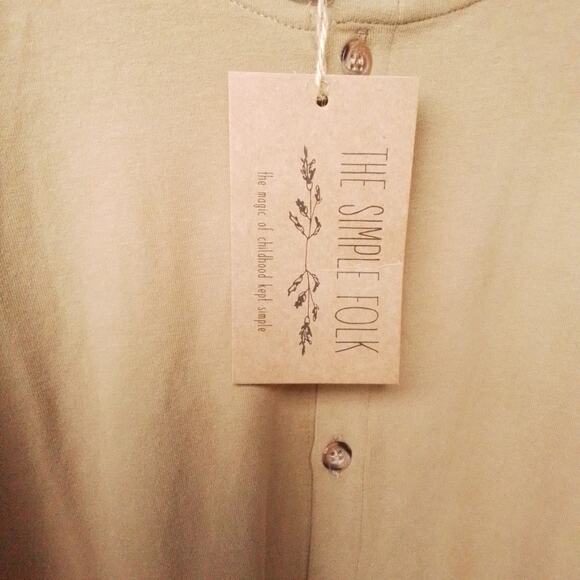 THE SIMPLE FOLK
the magic of childhood kept simple